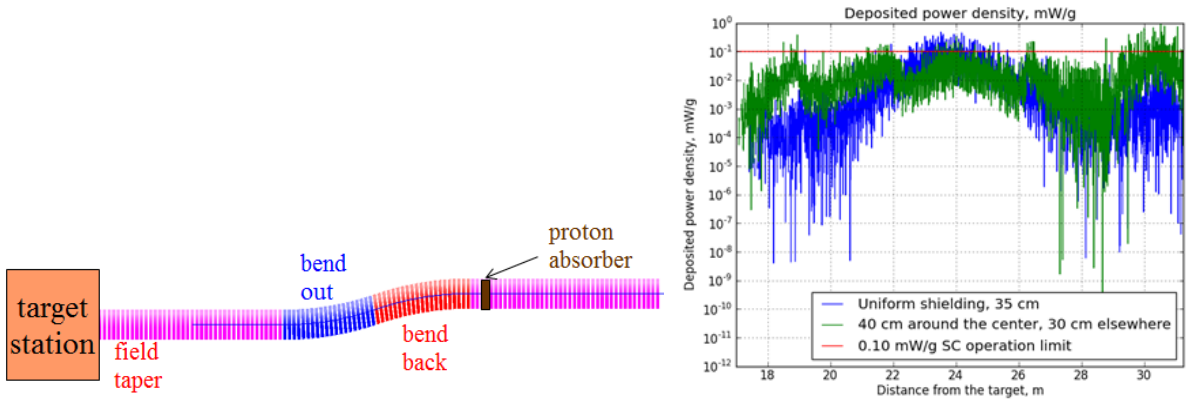 target
station
field
taper
bend
out
bend
back
proton
absorber
Deposited power density, mW/g
Deposited power density, mW/g
10^0
10^-1
10^-2
10^-3
10^-4
10^-5
10^-6
10^-7
10^-8
10^-9
10^-10
10^-11
10^-12
Uniform shielding, 35 cm
40 cm around the center, 30 cm elsewhere
0.10 mW/g SC operation limit
18 20 22 24 26 28 30
Distance from the target, m